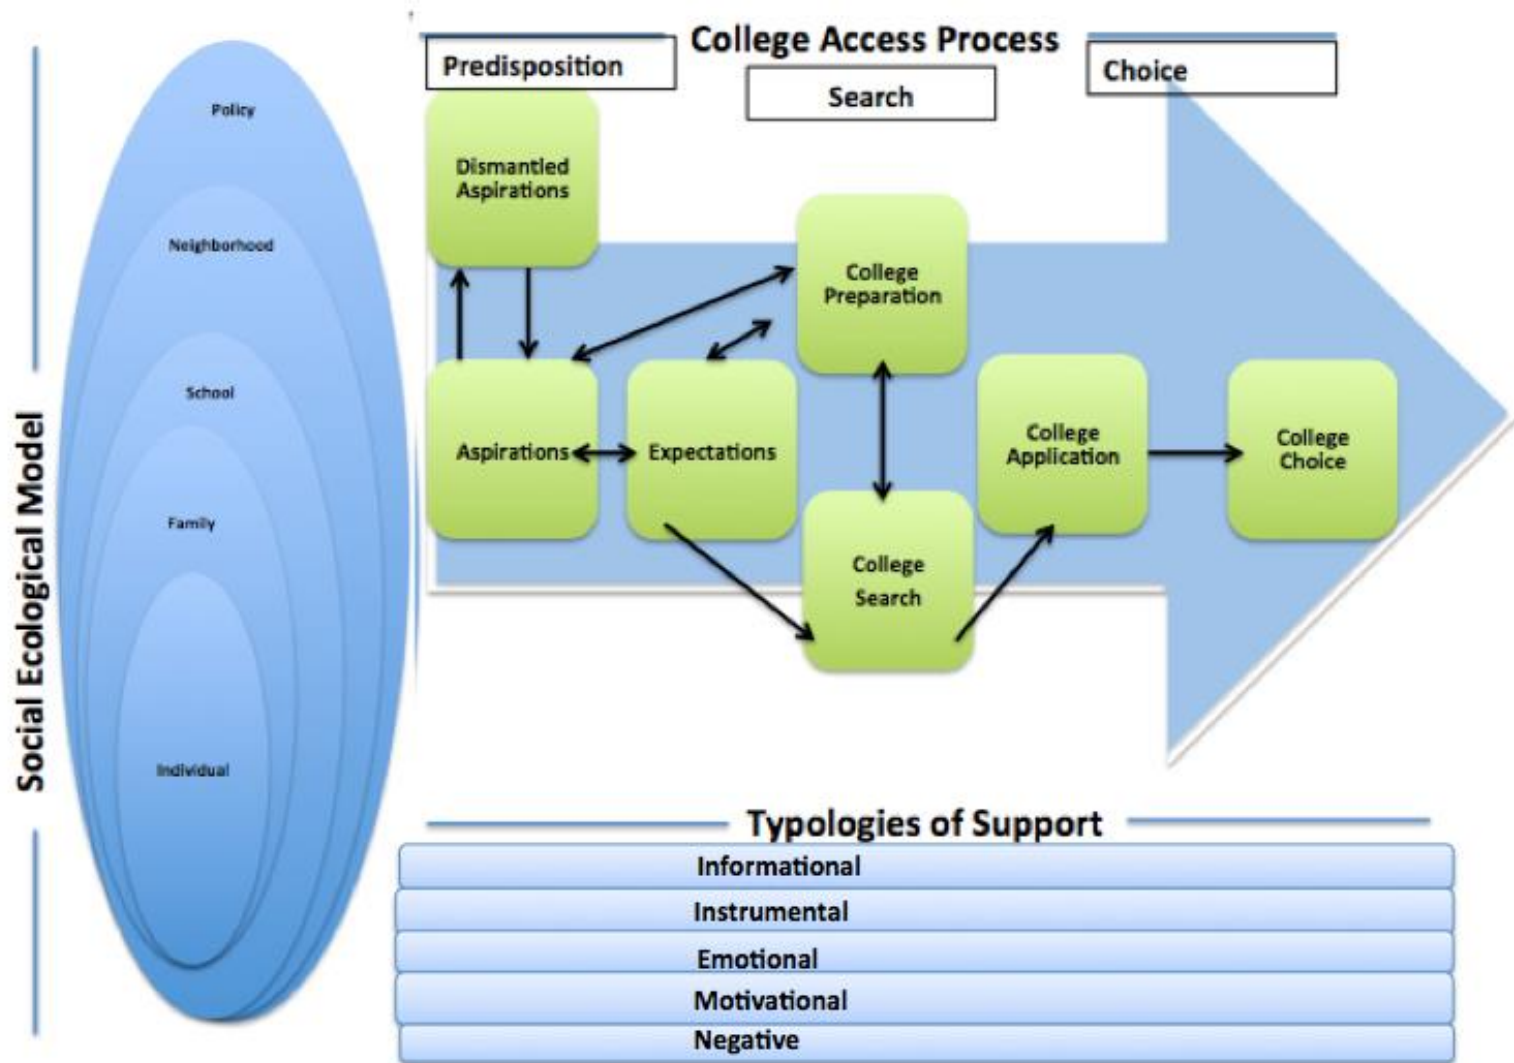 College Access Process
Predisposition
Search
Choice
Policy
Neighborhood
School
Family
Individual
Social Ecological Model
Dismantled
Aspirations
Aspirations
Expectations
College
Preparation
College
Search
College
Application
College
Choice
Typologies of Support
Informational
Instrumental
Emotional
Motivational
Negative